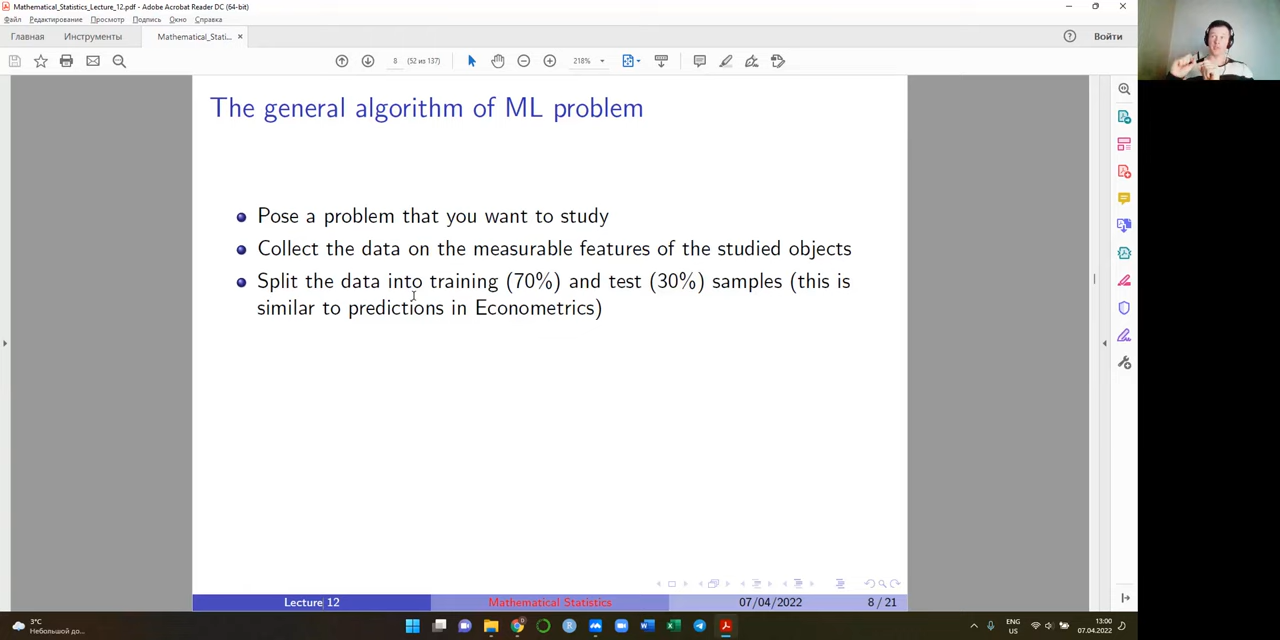 Mathematical_Statistics_Lecture_12.pdf - Adobe Acrobat Reader DC (64-bit)
Файл Редактирование Просмотр Подпись Окно Справка
Главная Инструменты Mathematical_Stati... ×
Войти
8 (52 из 137) 218%
The general algorithm of ML problem
Pose a problem that you want to study
Collect the data on the measurable features of the studied objects
Split the data into training (70%) and test (30%) samples (this is
similar to predictions in Econometrics)
Lecture 12 Mathematical Statistics 07/04/2022 8 / 21
3°C
Небольшой до...
ENG
US
13:00
07.04.2022